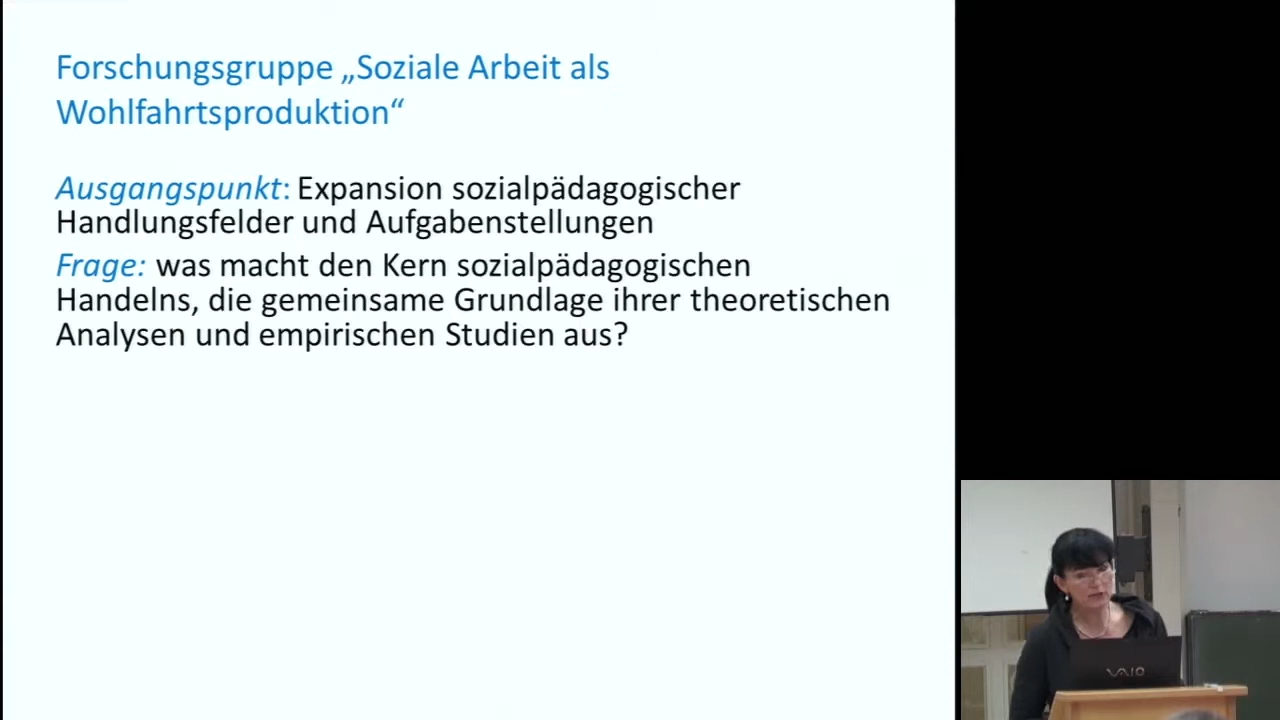 Forschungsgruppe „Soziale Arbeit als
Wohlfahrtsproduktion“
Ausgangspunkt: Expansion sozialpädagogischer
Handlungsfelder und Aufgabenstellungen
Frage: was macht den Kern sozialpädagogischen
Handelns, die gemeinsame Grundlage ihrer theoretischen
Analysen und empirischen Studien aus?
VAIO